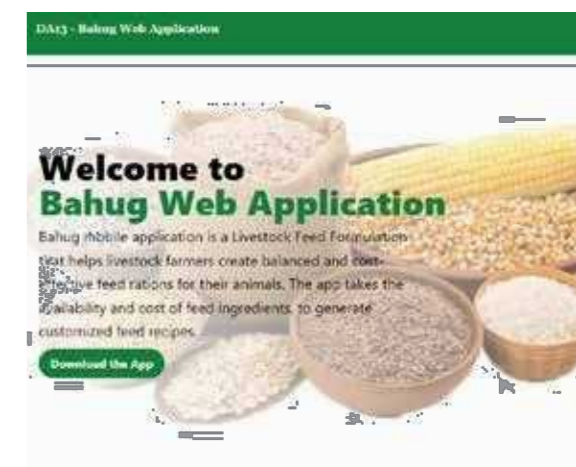 DA13 - Bahug Web Application
Welcome to
Bahug Web Application
Bahug mobile application is a Livestock Feed Formulation
that helps livestock farmers create balanced and cost-
effective feed rations for their animals. The app takes the
availability and cost of feed ingredients, to generate
customized feed recipes.
Download the App